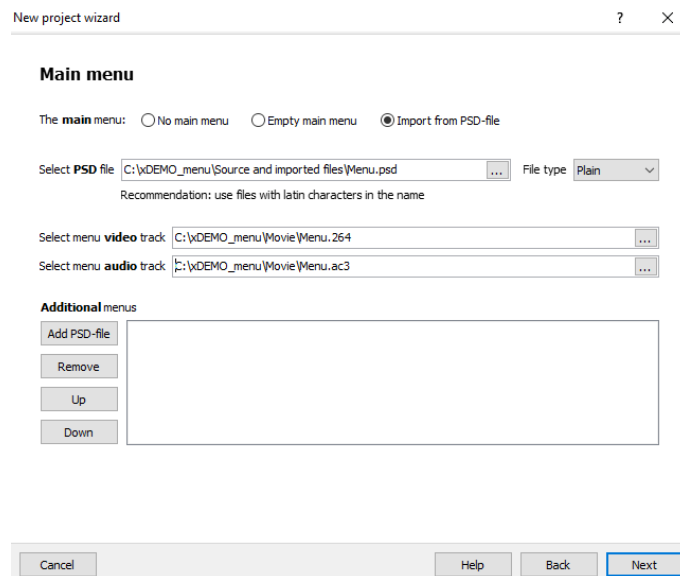 New project wizard ? ×
Main menu
The main menu: No main menu Empty main menu Import from PSD-file
Select PSD file C:\xDEMO_menu\Source and imported files\Menu.psd ... File type Plain
Recommendation: use files with latin characters in the name
Select menu video track C:\xDEMO_menu\Movie\Menu.264 ...
Select menu audio track C:\xDEMO_menu\Movie\Menu.ac3 ...
Additional menus
Add PSD-file
Remove
Up
Down
Cancel Help Back Next